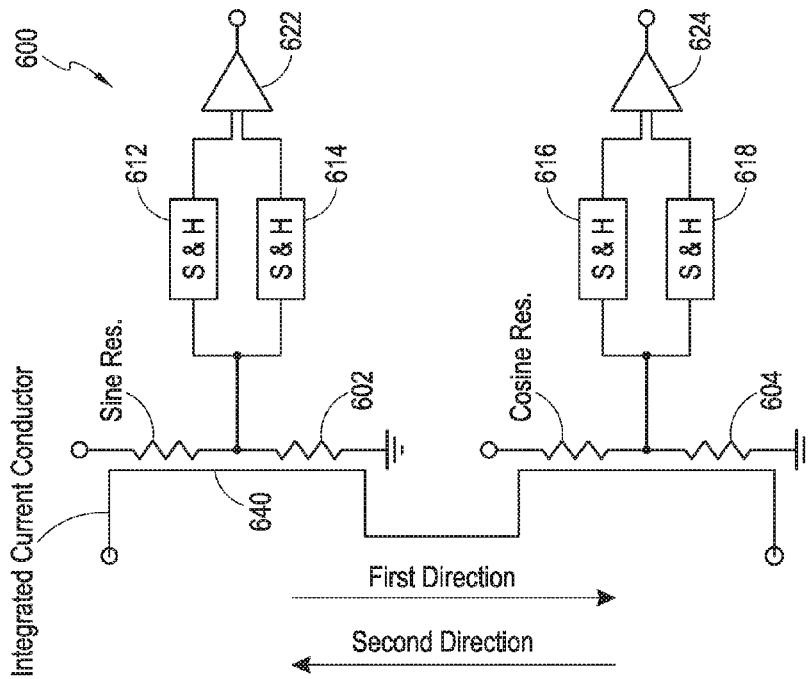 600
622
612
S & H
614
S & H
Sine Res.
602
Integrated Current Conductor
640
624
616
S & H
618
S & H
Cosine Res.
604
First Direction
Second Direction